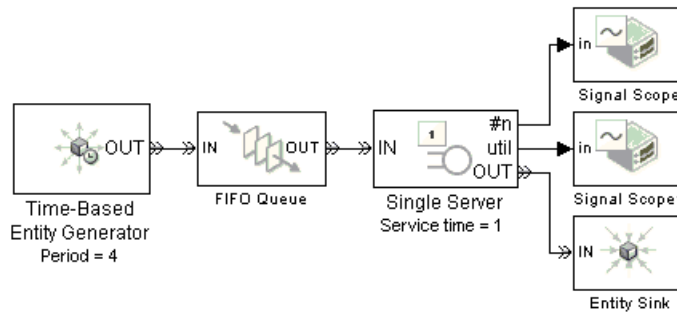 in
Signal Scope
#n
OUT
IN
OUT
IN
1
util
in
OUT
FIFO Queue
Signal Scope
Time-Based
Entity Generator
Period = 4
Single Server
Service time = 1
IN
Entity Sink